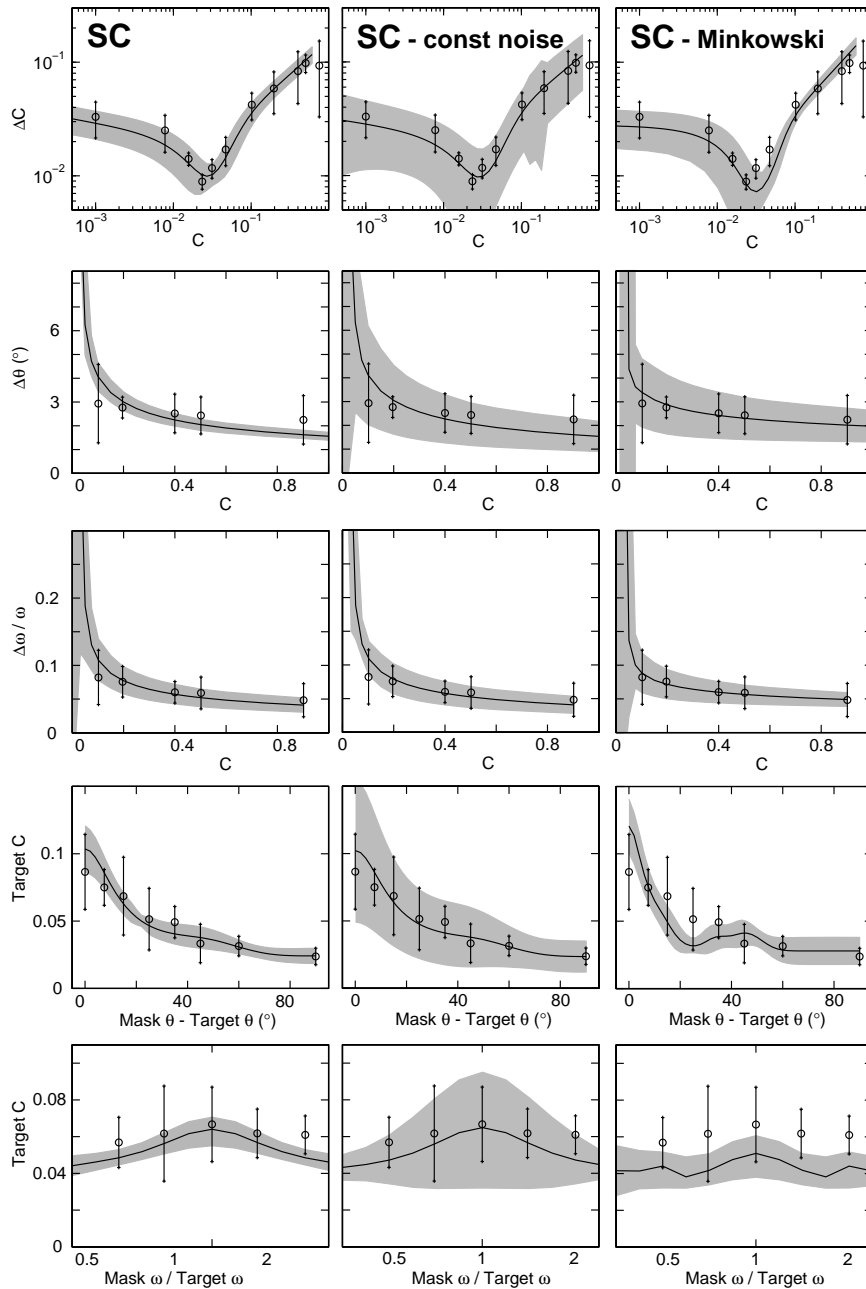 SC
SC - const noise
SC - Minkowski
ΔC
10⁻¹
10⁻²
10⁻³ 10⁻² 10⁻¹
10⁻³ 10⁻² 10⁻¹
10⁻³ 10⁻² 10⁻¹
C
C
C
Δθ (°)
6
3
0
0 0.4 0.8
0 0.4 0.8
0 0.4 0.8
C
C
C
Δω / ω
0.2
0.1
0
0 0.4 0.8
0 0.4 0.8
0 0.4 0.8
C
C
C
Target C
0.1
0.05
0
0 40 80
0 40 80
0 40 80
Mask θ - Target θ (°)
Mask θ - Target θ (°)
Mask θ - Target θ (°)
Target C
0.08
0.04
0
0.5 1 2
0.5 1 2
0.5 1 2
Mask ω / Target ω
Mask ω / Target ω
Mask ω / Target ω